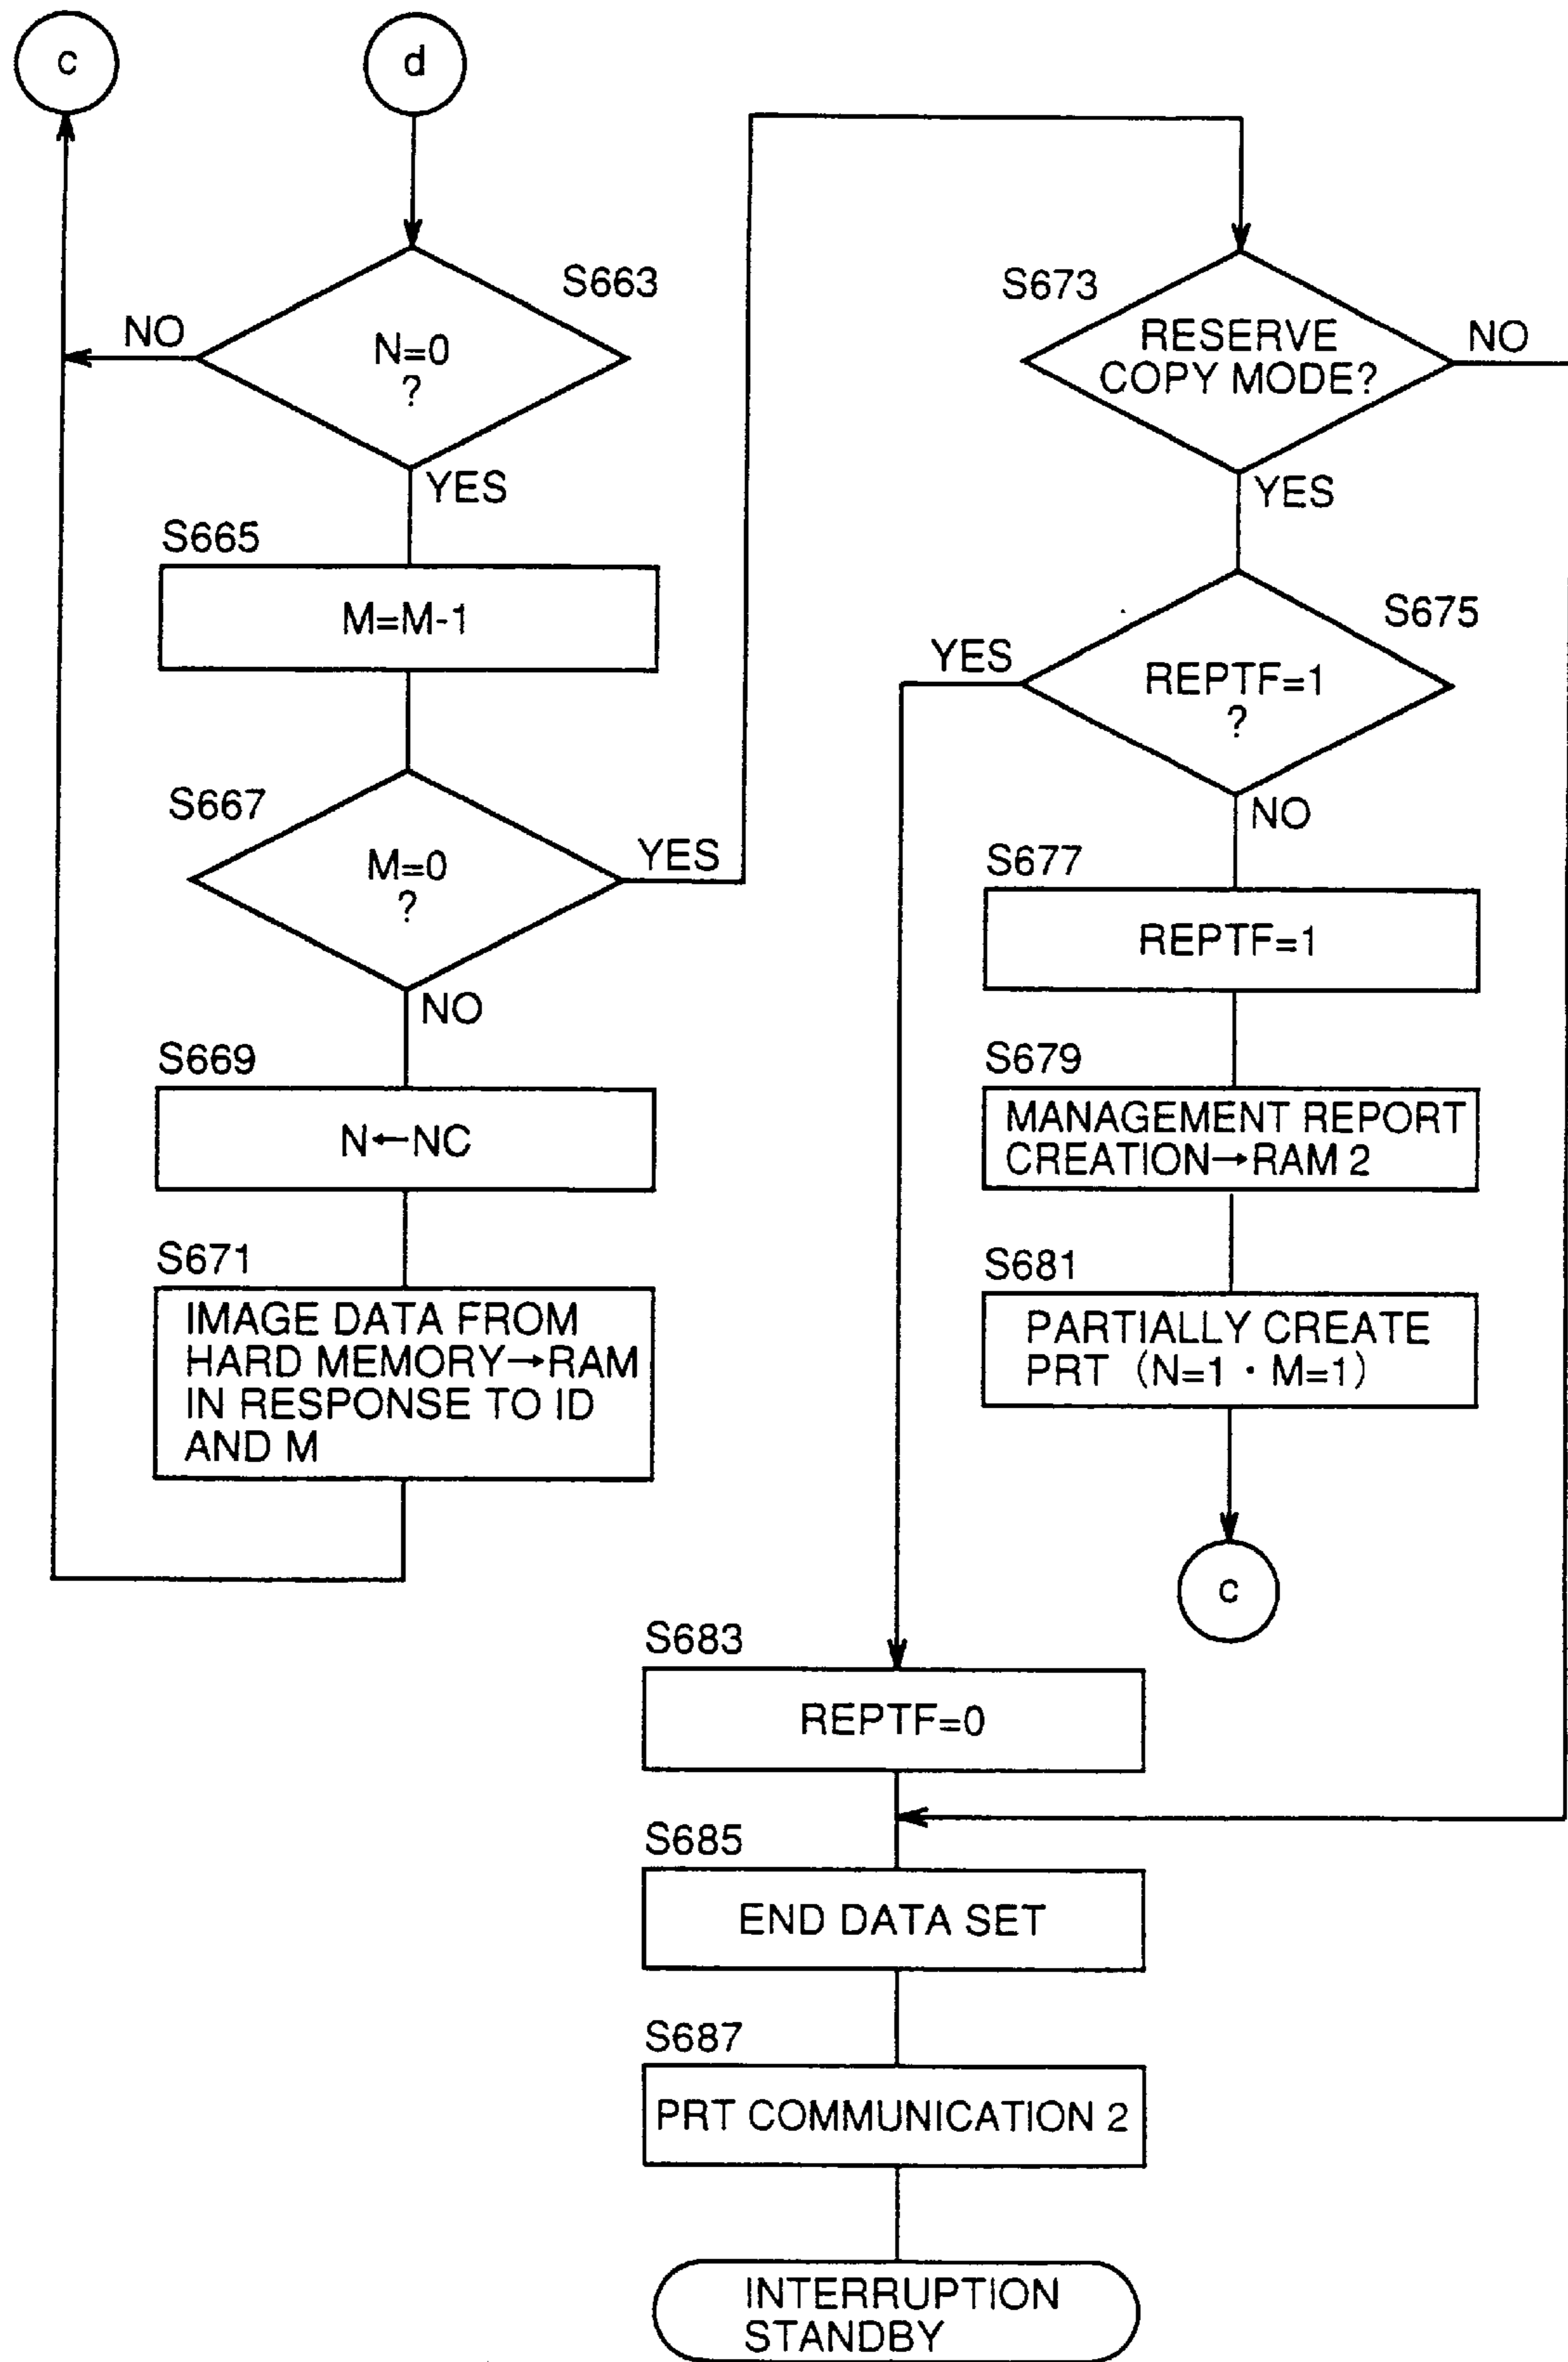 c
d
S663
NO
N=0
?
YES
S665
M=M-1
S667
M=0
?
YES
NO
S669
N←NC
S671
IMAGE DATA FROM
HARD MEMORY→RAM
IN RESPONSE TO ID
AND M
S673
RESERVE
COPY MODE?
NO
YES
S675
YES
REPTF=1
?
NO
S677
REPTF=1
S679
MANAGEMENT REPORT
CREATION→RAM 2
S681
PARTIALLY CREATE
PRT (N=1・M=1)
c
S683
REPTF=0
S685
END DATA SET
S687
PRT COMMUNICATION 2
INTERRUPTION
STANDBY